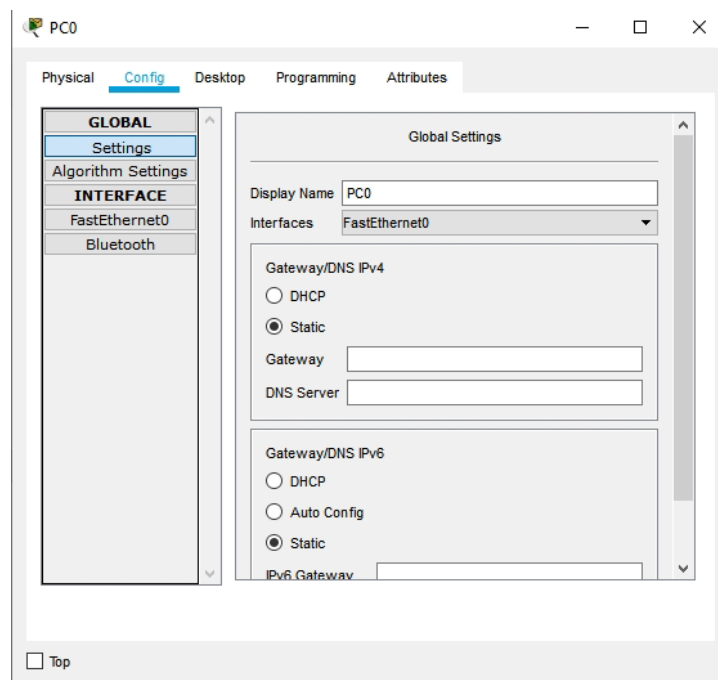 PC0
Physical Config Desktop Programming Attributes
GLOBAL
Settings
Algorithm Settings
INTERFACE
FastEthernet0
Bluetooth
Global Settings
Display Name PC0
Interfaces FastEthernet0
Gateway/DNS IPv4
DHCP
Static
Gateway
DNS Server
Gateway/DNS IPv6
DHCP
Auto Config
Static
IPv6 Gateway
Top